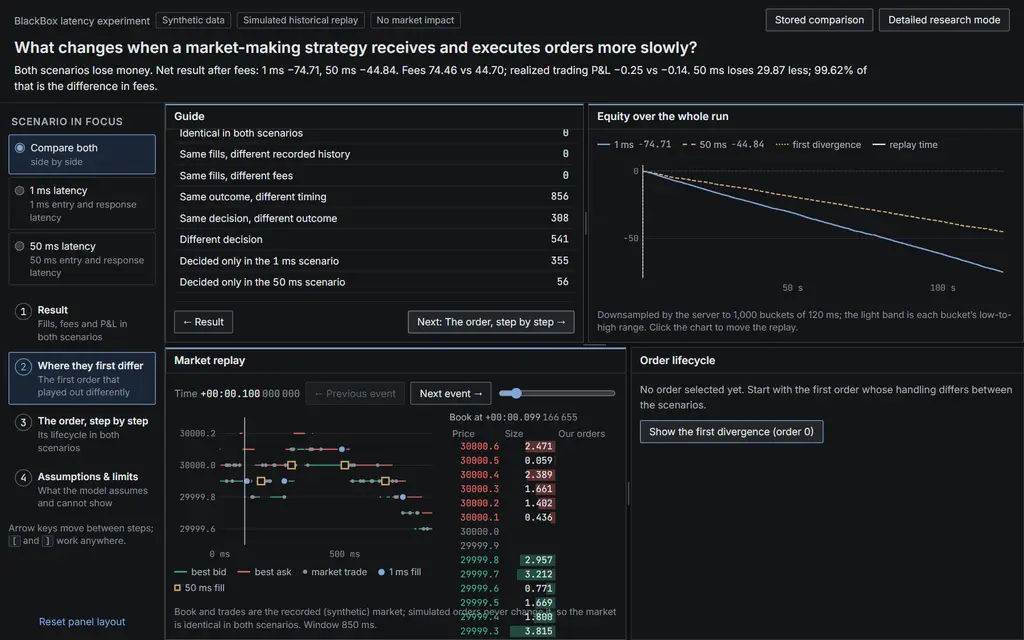 BlackBox latency experiment
Synthetic data
Simulated historical replay
No market impact
Stored comparison
Detailed research mode
What changes when a market-making strategy receives and executes orders more slowly?
Both scenarios lose money. Net result after fees: 1 ms −74.71, 50 ms −44.84. Fees 74.46 vs 44.70; realized trading P&L −0.25 vs −0.14. 50 ms loses 29.87 less; 99.62% of
that is the difference in fees.
SCENARIO IN FOCUS
Compare both
side by side
1 ms latency
1 ms entry and response
latency
50 ms latency
50 ms entry and response
latency
1 Result
Fills, fees and P&L in
both scenarios
2 Where they first differ
The first order that
played out differently
3 The order, step by step
Its lifecycle in both
scenarios
4 Assumptions & limits
What the model assumes
and cannot show
Arrow keys move between steps;
[ and ] work anywhere.
Reset panel layout
Guide
Identical in both scenarios 0
Same fills, different recorded history 0
Same fills, different fees 0
Same outcome, different timing 856
Same decision, different outcome 308
Different decision 541
Decided only in the 1 ms scenario 355
Decided only in the 50 ms scenario 56
← Result
Next: The order, step by step →
Equity over the whole run
1 ms -74.71 50 ms -44.84 first divergence replay time
0
-50
50 s 100 s
Downsampled by the server to 1,000 buckets of 120 ms; the light band is each bucket's low-to-
high range. Click the chart to move the replay.
Market replay
Time +00:00.100 000 000
← Previous event
Next event →
30000.2
30000.0
29999.8
29999.6
0 ms 500 ms
best bid best ask market trade 1 ms fill
50 ms fill
Book at +00:00.099 166 655
Price Size Our orders
30000.6 2.471
30000.5 0.059
30000.4 2.389
30000.3 1.661
30000.2 1.402
30000.1 0.436
30000.0
29999.9
29999.8 2.957
29999.7 3.212
29999.6 0.771
29999.5 1.669
29999.4 1.800
29999.3 3.815
Book and trades are the recorded (synthetic) market; simulated orders never change it, so the market
is identical in both scenarios. Window 850 ms.
Order lifecycle
No order selected yet. Start with the first order whose handling differs between
the scenarios.
Show the first divergence (order 0)